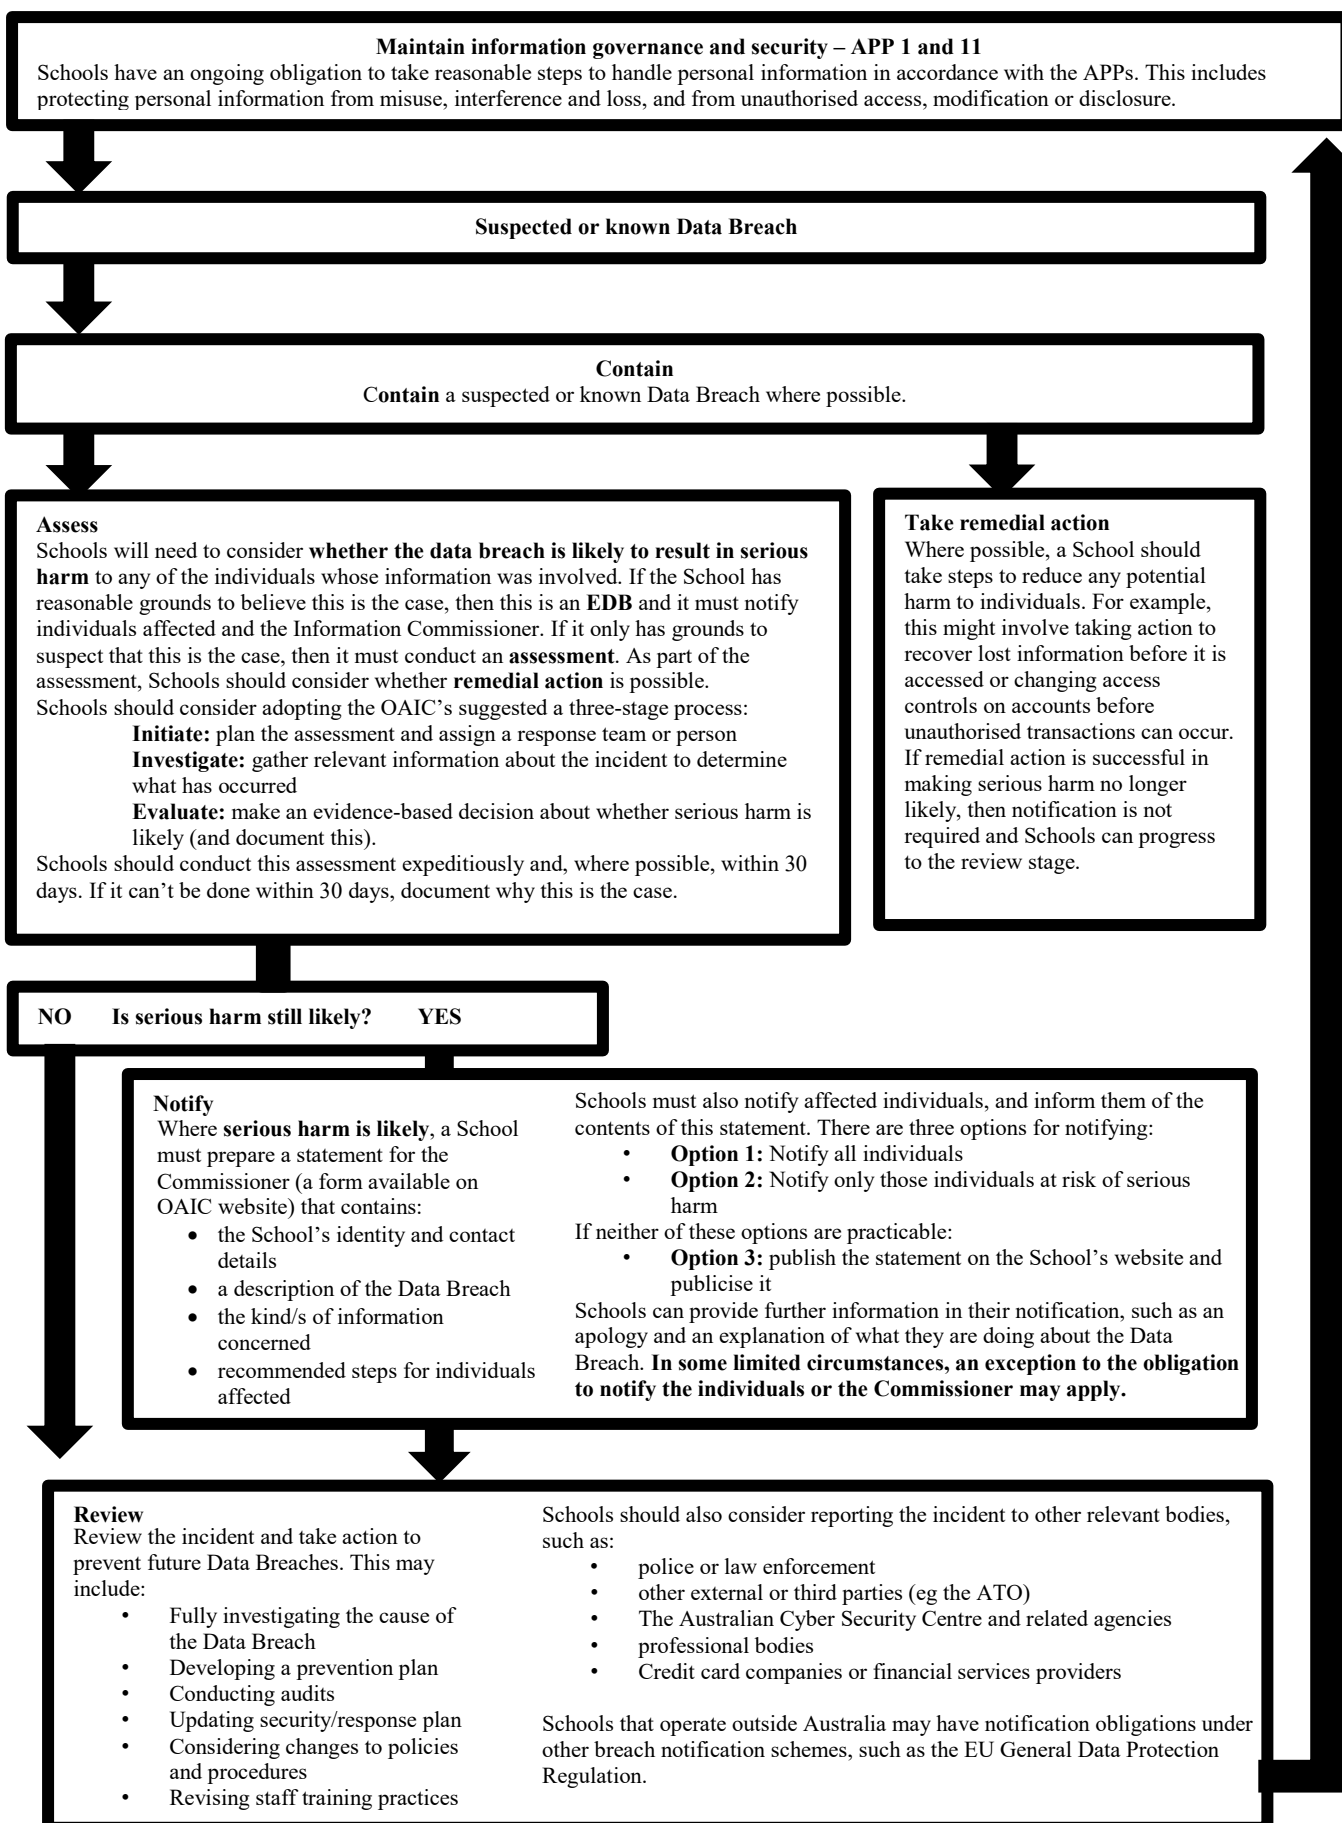 Maintain information governance and security – APP 1 and 11
Schools have an ongoing obligation to take reasonable steps to handle personal information in accordance with the APPs. This includes
protecting personal information from misuse, interference and loss, and from unauthorised access, modification or disclosure.
Suspected or known Data Breach
Contain
Contain a suspected or known Data Breach where possible.
Assess
Schools will need to consider whether the data breach is likely to result in serious
harm to any of the individuals whose information was involved. If the School has
reasonable grounds to believe this is the case, then this is an EDB and it must notify
individuals affected and the Information Commissioner. If it only has grounds to
suspect that this is the case, then it must conduct an assessment. As part of the
assessment, Schools should consider whether remedial action is possible.
Schools should consider adopting the OAIC's suggested a three-stage process:
Initiate: plan the assessment and assign a response team or person
Investigate: gather relevant information about the incident to determine
what has occurred
Evaluate: make an evidence-based decision about whether serious harm is
likely (and document this).
Schools should conduct this assessment expeditiously and, where possible, within 30
days. If it can't be done within 30 days, document why this is the case.
Take remedial action
Where possible, a School should
take steps to reduce any potential
harm to individuals. For example,
this might involve taking action to
recover lost information before it is
accessed or changing access
controls on accounts before
unauthorised transactions can occur.
If remedial action is successful in
making serious harm no longer
likely, then notification is not
required and Schools can progress
to the review stage.
NO Is serious harm still likely? YES
Notify
Where serious harm is likely, a School
must prepare a statement for the
Commissioner (a form available on
OAIC website) that contains:
• the School's identity and contact
details
• a description of the Data Breach
• the kind/s of information
concerned
• recommended steps for individuals
affected
Schools must also notify affected individuals, and inform them of the
contents of this statement. There are three options for notifying:
• Option 1: Notify all individuals
• Option 2: Notify only those individuals at risk of serious
harm
If neither of these options are practicable:
• Option 3: publish the statement on the School's website and
publicise it
Schools can provide further information in their notification, such as an
apology and an explanation of what they are doing about the Data
Breach. In some limited circumstances, an exception to the obligation
to notify the individuals or the Commissioner may apply.
Review
Review the incident and take action to
prevent future Data Breaches. This may
include:
• Fully investigating the cause of
the Data Breach
• Developing a prevention plan
• Conducting audits
• Updating security/response plan
• Considering changes to policies
and procedures
• Revising staff training practices
Schools should also consider reporting the incident to other relevant bodies,
such as:
• police or law enforcement
• other external or third parties (eg the ATO)
• The Australian Cyber Security Centre and related agencies
• professional bodies
• Credit card companies or financial services providers
Schools that operate outside Australia may have notification obligations under
other breach notification schemes, such as the EU General Data Protection
Regulation.